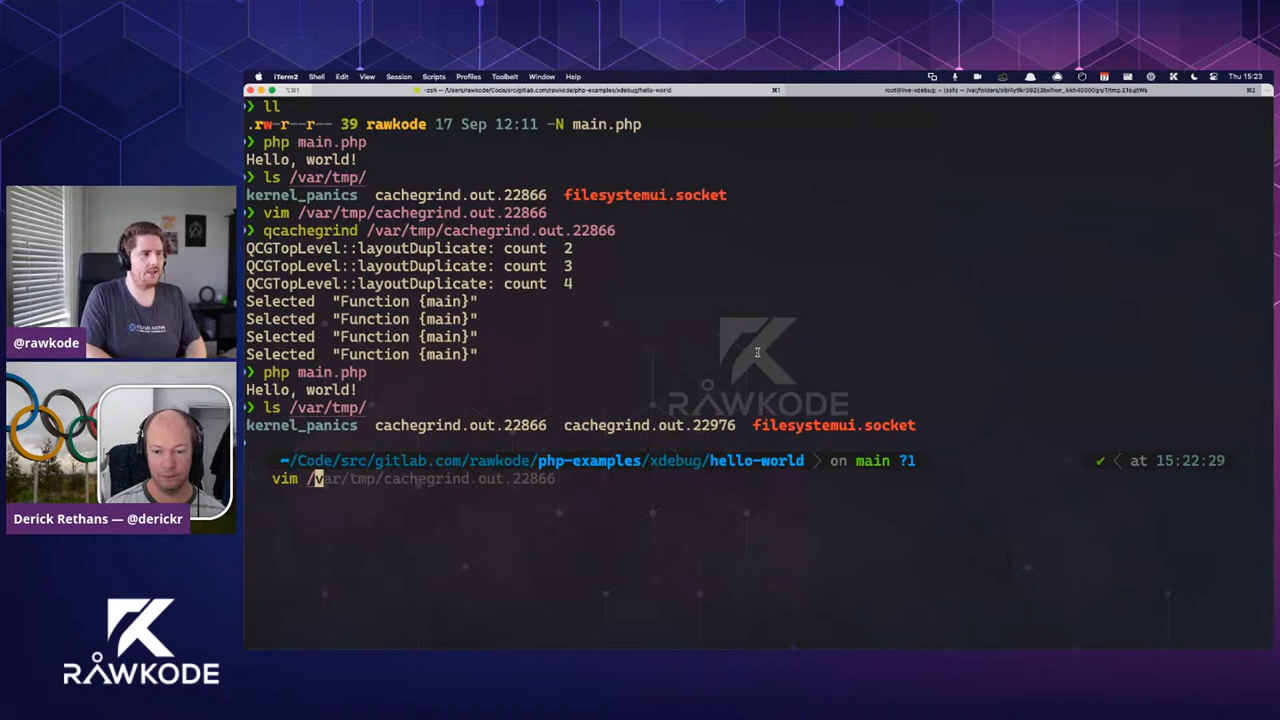 iTerm2 Shell Edit View Session Scripts Profiles Toolbelt Window Help
Thu 15:23
❯ ll
.rw-r--r-- 39 rawkode 17 Sep 12:11 -N main.php
❯ php main.php
Hello, world!
❯ ls /var/tmp/
kernel_panics cachegrind.out.22866 filesystemui.socket
❯ vim /var/tmp/cachegrind.out.22866
❯ qcachegrind /var/tmp/cachegrind.out.22866
QCGTopLevel::layoutDuplicate: count 2
QCGTopLevel::layoutDuplicate: count 3
QCGTopLevel::layoutDuplicate: count 4
Selected "Function {main}"
Selected "Function {main}"
Selected "Function {main}"
Selected "Function {main}"
❯ php main.php
Hello, world!
❯ ls /var/tmp/
kernel_panics cachegrind.out.22866 cachegrind.out.22976 filesystemui.socket
~/Code/src/gitlab.com/rawkode/php-examples/xdebug/hello-world on main ?1 ✔ at 15:22:29
vim /var/tmp/cachegrind.out.22866
RÅWKODE
@rawkode
Derick Rethans — @derickr
RÅWKODE